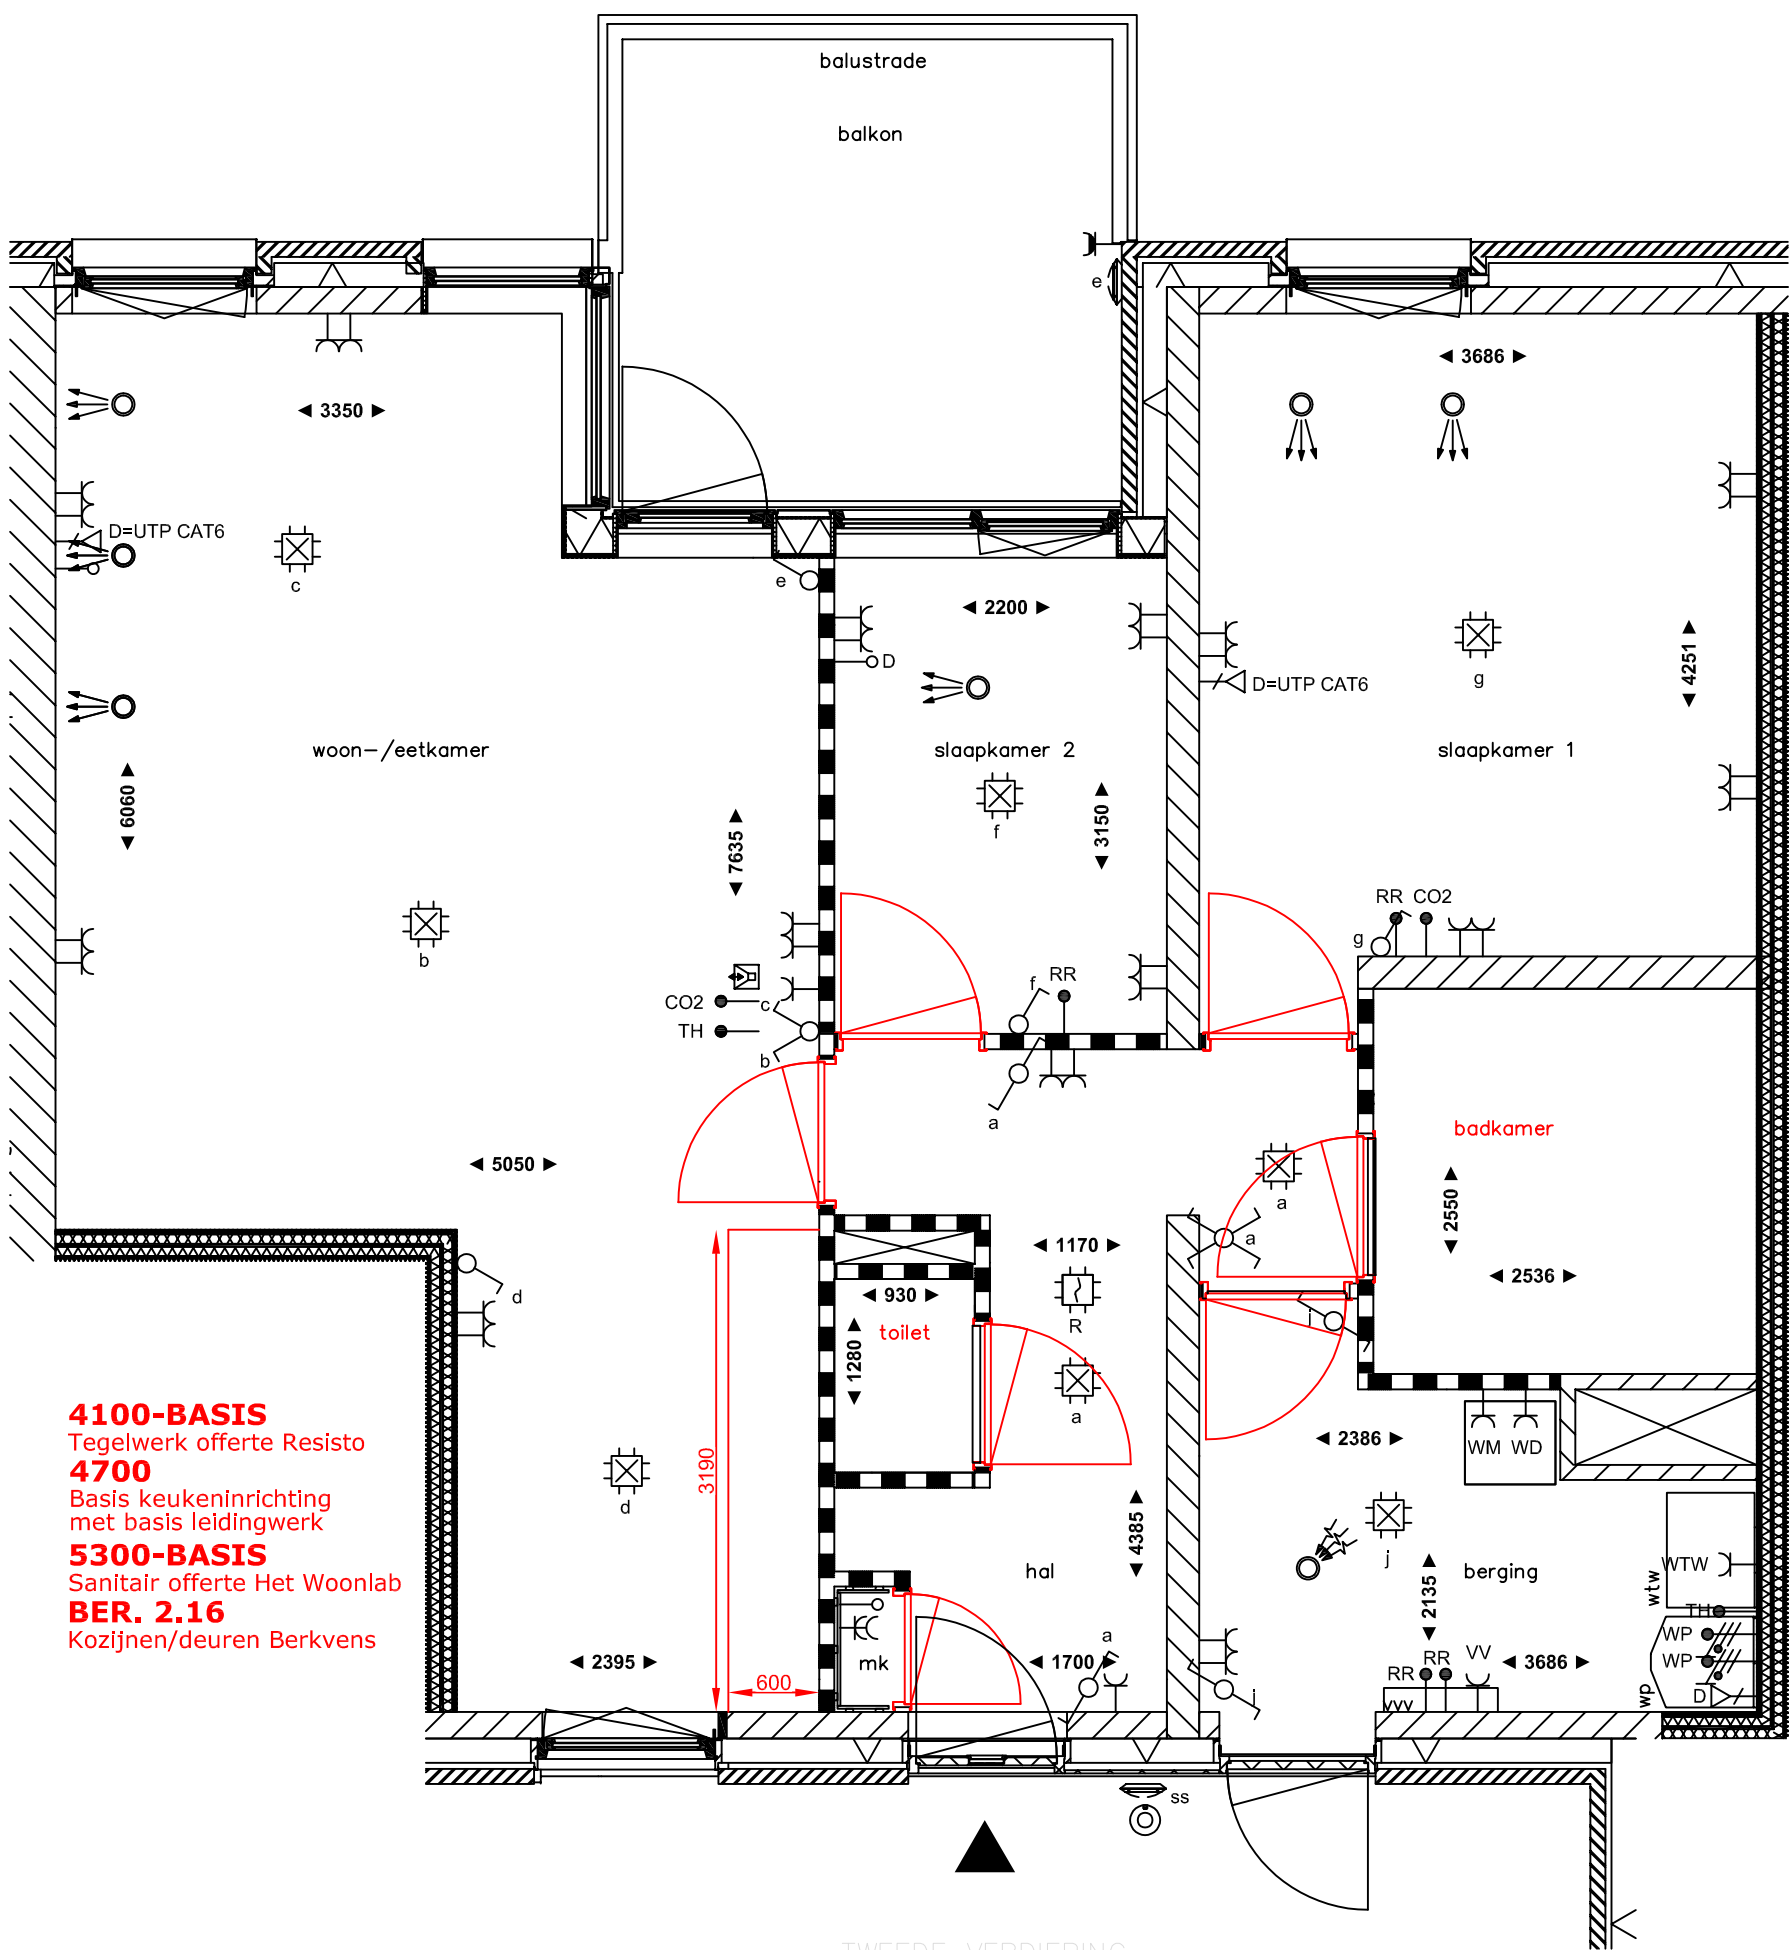 balustrade
balkon
e
3686
3350
D=UTP CAT6
c
e
2200
D
g
D=UTP CAT6
4251
woon-/eetkamer
slaapkamer 2
slaapkamer 1
6060
f
3150
7635
RR CO2
g
b
f RR
CO2
c
TH
b
a
badkamer
5050
a
2550
a
1170
2536
d
930
R
j
toilet
1280
a
4100-BASIS
Tegelwerk offerte Resisto
4700
Basis keukeninrichting
met basis leidingwerk
5300-BASIS
Sanitair offerte Het Woonlab
BER. 2.16
Kozijnen/deuren Berkvens
3190
d
2386
WM WD
4385
j
hal
berging
2135
WTW
wtw
TH
WP
WP
D
wp
a
mk
1700
2395
600
j
RR RR VV
3686
vvv
ss
TWEEDE VERDIEPING